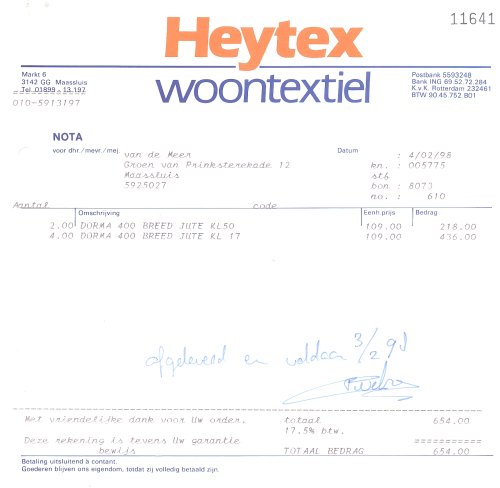 11641
Heytex
woontextiel
Markt 6
3142 GG Maassluis
Tel. 01899 - 13.197
010-5913197
Postbank 5593248
Bank ING 69.52.72.284
K.v.K. Rotterdam 232461
BTW 90.45.752 B01
NOTA
voor dhr./mevr./mej. van de Meer
Groen van Prinksterekade 12
Maassluis
5925027
Datum : 4/02/98
kn. : 005775
stb
bon : 8073
no. : 610
Aantal code
Omschrijving Eenh.prijs Bedrag
2.00 DORMA 400 BREED JUTE KL50 109.00 218.00
4.00 DORMA 400 BREED JUTE KL 17 109.00 436.00
afgeleverd en voldaan 3/2 98
Met vriendelijke dank voor Uw order. totaal 654.00
17.5% btw.
Deze rekening is tevens Uw garantie ===========
bewijs TOTAAL BEDRAG 654.00
Betaling uitsluitend à contant.
Goederen blijven ons eigendom, totdat zij volledig betaald zijn.